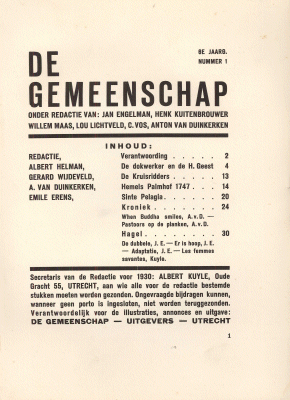 6E JAARG.
NUMMER 1
DE
GEMEENSCHAP
ONDER REDACTIE VAN: JAN ENGELMAN, HENK KUITENBROUWER
WILLEM MAAS, LOU LICHTVELD, C. VOS, ANTON VAN DUINKERKEN
INHOUD:
REDACTIE, Verantwoording . . . . . 2
ALBERT HELMAN, De dokwerker en de H. Geest 4
GERARD WIJDEVELD, De Kruisridders . . . . 13
A. VAN DUINKERKEN, Hemels Palmhof 1747 . . . 14
EMILE ERENS, Sinte Pelagia . . . . . 20
Kroniek . . . . . . . 24
When Buddha smiles, A.v.D. —
Pastoors op de planken, A.v.D.
Hagel . . . . . . . . 30
De dubbele, J. E. — Er is hoop, J. E.
— Adaptatie, J. E. — Les femmes
savantes, Kuyle.
Secretaris van de Redactie voor 1930: ALBERT KUYLE, Oude
Gracht 55, UTRECHT, aan wie alle voor de redactie bestemde
stukken moeten worden gezonden. Ongevraagde bijdragen kunnen,
wanneer geen porto is ingesloten, niet worden teruggezonden.
Verantwoordelijk voor de illustraties, annonces en uitgave:
DE GEMEENSCHAP — UITGEVERS — UTRECHT
1